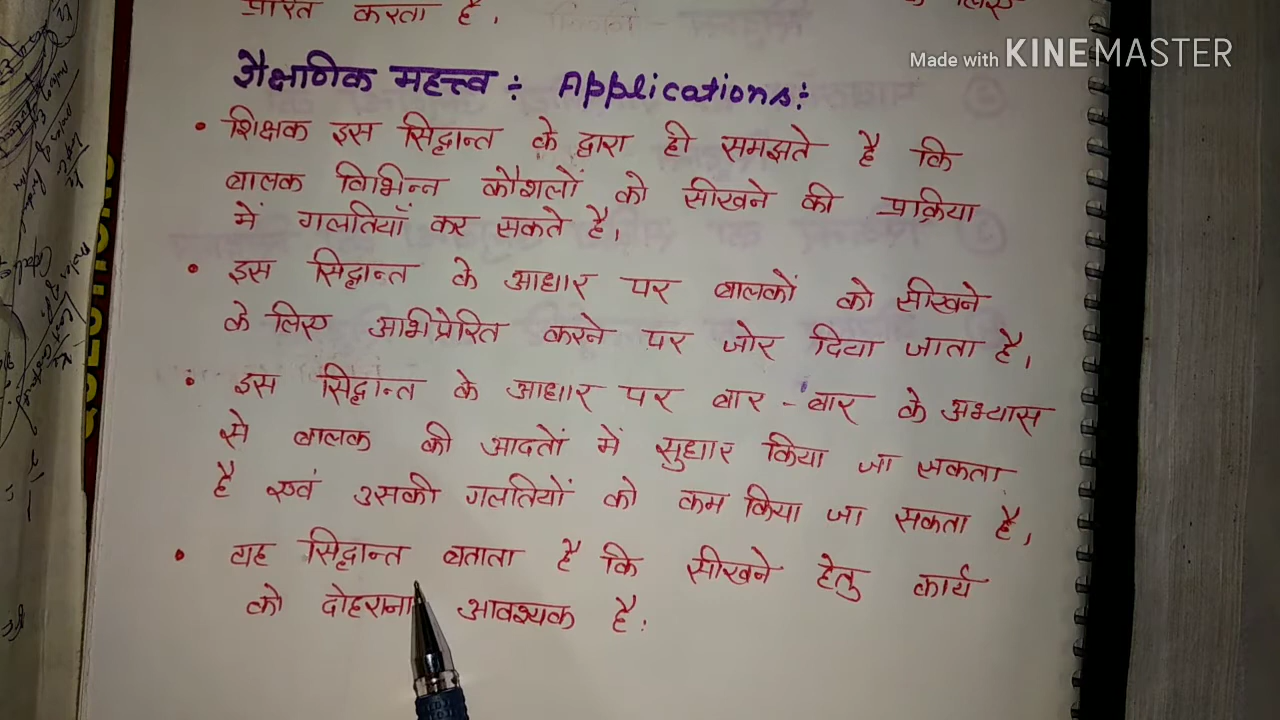 प्रेरित करता है।
के लिए
Made with KINEMASTER
शैक्षणिक महत्त्व : Applications:
• शिक्षक इस सिद्धान्त के द्वारा ही समझते है कि
बालक विभिन्न कौशलों को सीखने की प्रक्रिया
में गलतियाँ कर सकते है।
• इस सिद्धान्त के आधार पर बालकों को सीखने
के लिए अभिप्रेरित करने पर जोर दिया जाता है।
• इस सिद्धान्त के आधार पर बार-बार के अभ्यास
से बालक की आदतों में सुधार किया जा सकता
है एवं उसकी गलतियों को कम किया जा सकता है।
• यह सिद्धान्त बताता है कि सीखने हेतु कार्य
को दोहराना आवश्यक है।